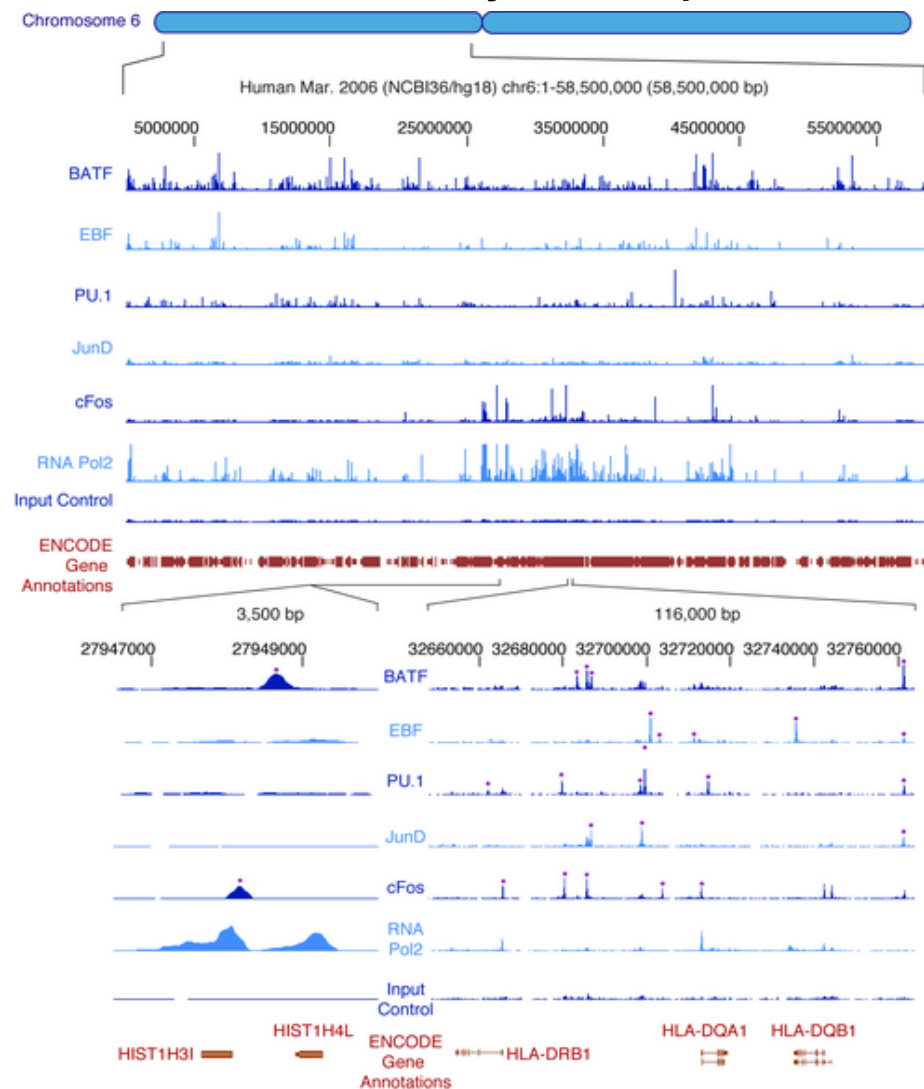 Chromosome 6
Human Mar. 2006 (NCBI36/hg18) chr6:1-58,500,000 (58,500,000 bp)
5000000 15000000 25000000 35000000 45000000 55000000
BATF
EBF
PU.1
JunD
cFos
RNA Pol2
Input Control
ENCODE
Gene
Annotations
3,500 bp
116,000 bp
27947000 27949000
32660000 32680000 32700000 32720000 32740000 32760000
BATF
EBF
PU.1
JunD
cFos
RNA
Pol2
Input
Control
HIST1H3I
HIST1H4L
ENCODE
Gene
Annotations
HLA-DRB1
HLA-DQA1
HLA-DQB1